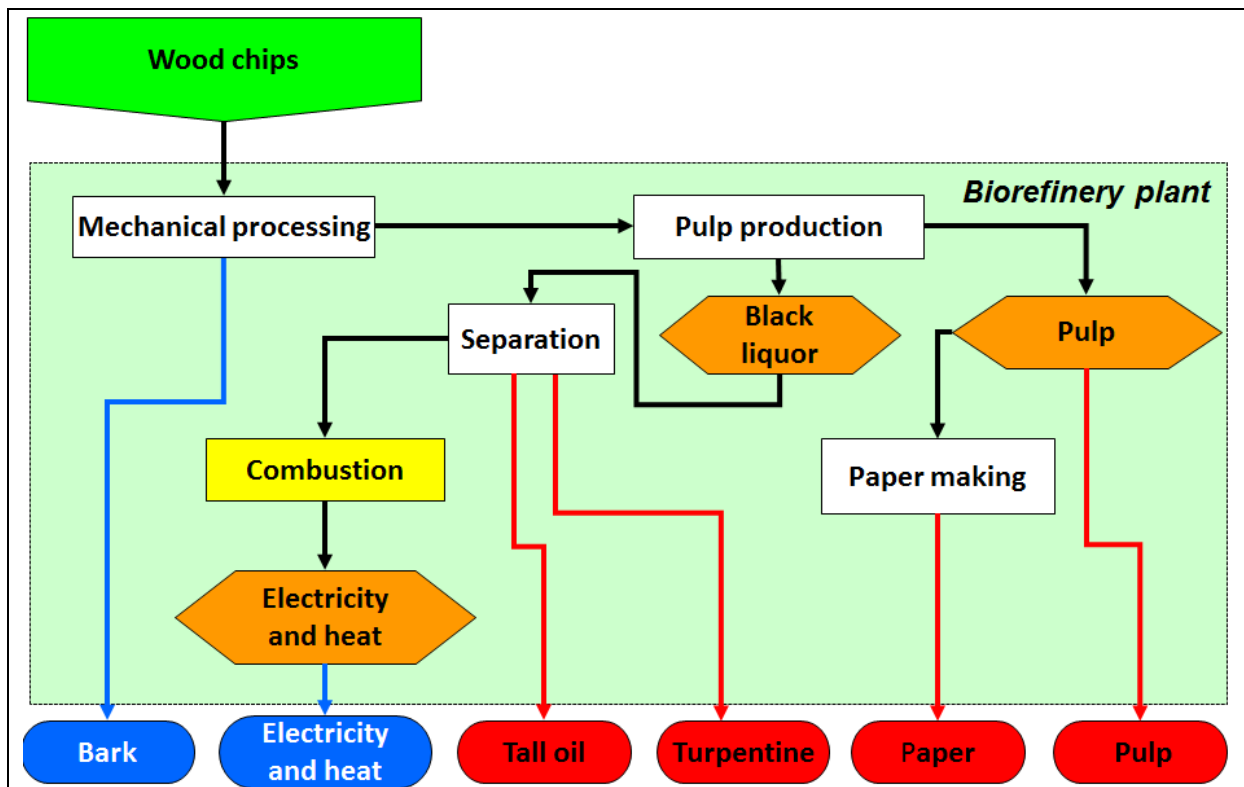 Wood chips
Biorefinery plant
Mechanical processing
Pulp production
Separation
Black
liquor
Pulp
Combustion
Paper making
Electricity
and heat
Bark
Electricity
and heat
Tall oil
Turpentine
Paper
Pulp